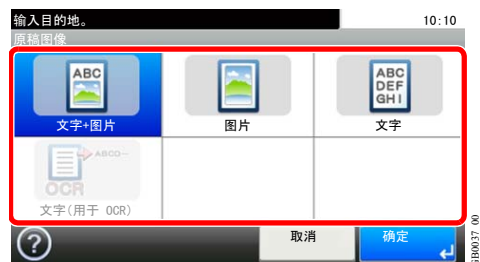 输入目的地。 10:10
原稿图像
ABC
ABC
DEF
GHI
文字+图片 图片 文字
ABCD...
OCR
文字(用于 OCR)
? 取消 确定
GB0037_00